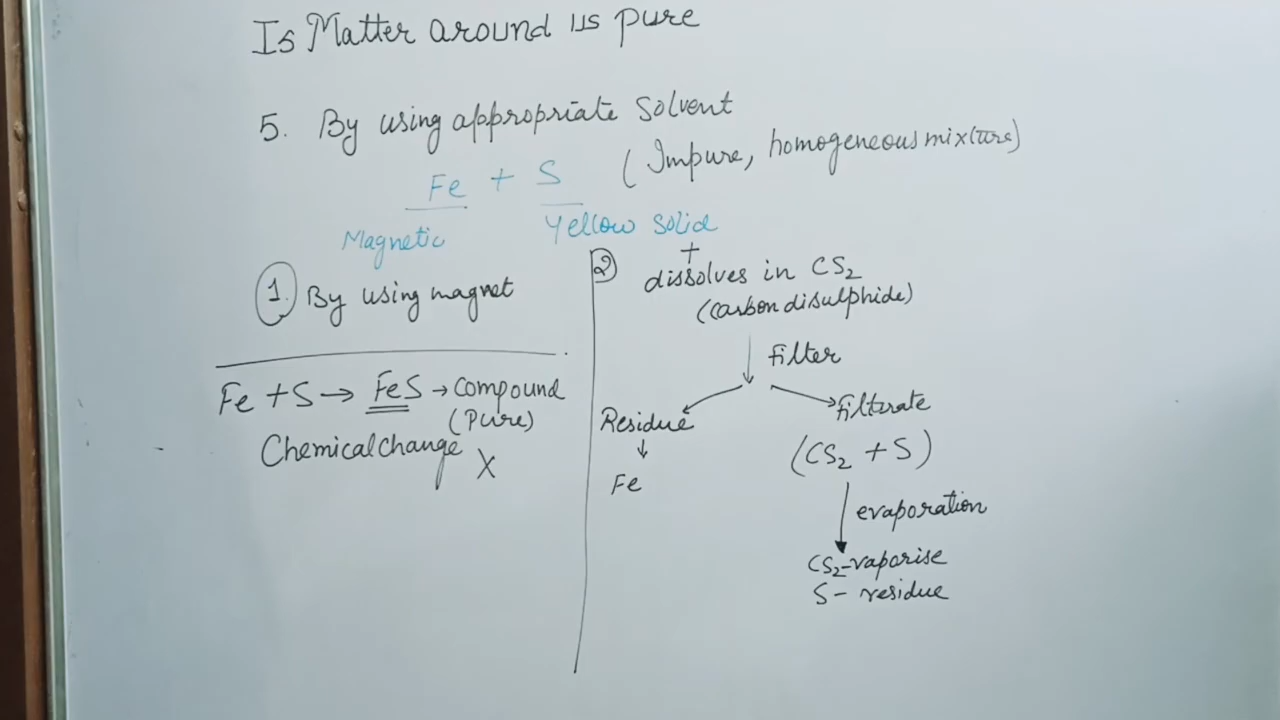 Is Matter around us pure
5. By using appropriate Solvent
Fe + S (Impure, homogeneous mixture)
Magnetic Yellow Solid
1. By using magnet
Fe + S → FeS → compound
(Pure)
Chemical change X
2) +
dissolves in CS₂
(carbon disulphide)
↓ filter
Residue filterate
↓
Fe
(CS₂ + S)
↓ evaporation
CS₂-vaporise
S- residue